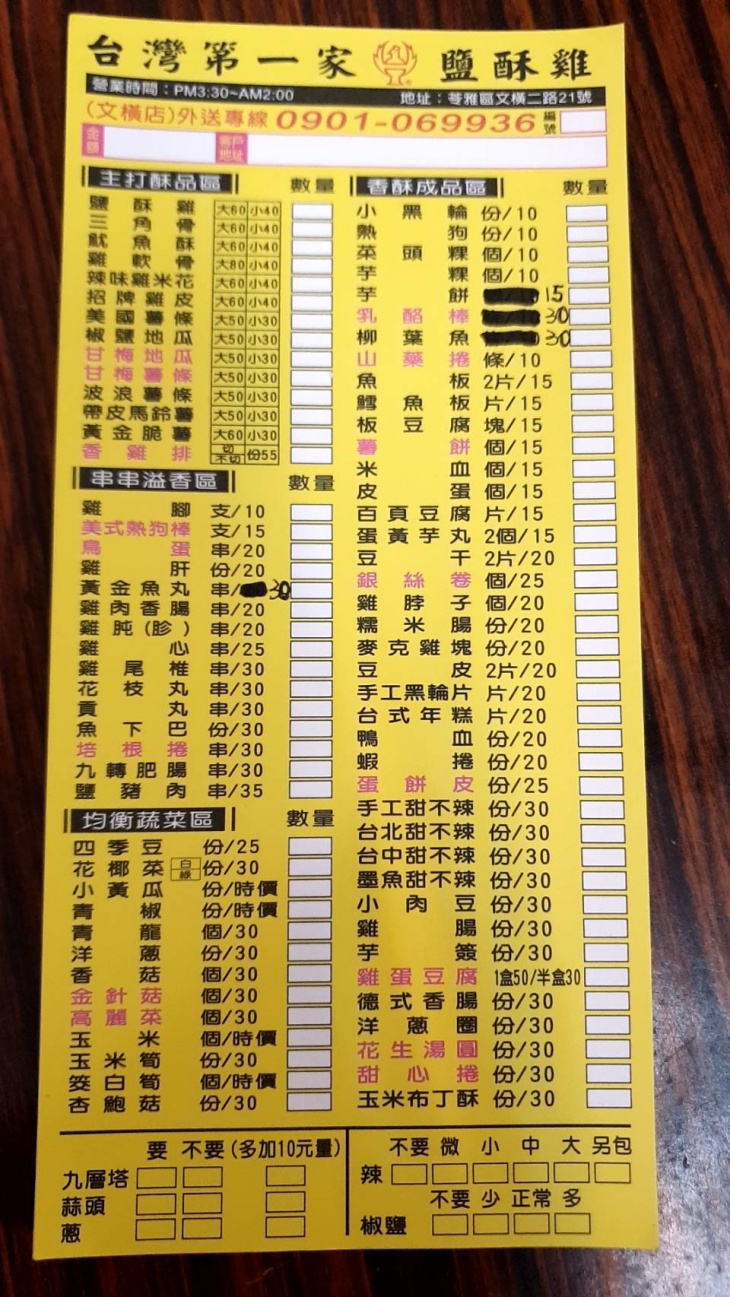 台灣第一家 鹽酥雞
營業時間：PM3:30~AM2:00 地址：苓雅區文橫二路21號
(文橫店)外送專線 0901-069936 編號
金額 客戶地址
主打酥品區 數量
鹽酥雞 大60 小40
三角骨 大60 小40
魷魚酥 大60 小40
雞軟骨 大80 小40
辣味雞米花 大60 小40
招牌雞皮 大60 小40
美國薯條 大50 小30
椒鹽地瓜 大50 小30
甘梅地瓜 大50 小30
甘梅薯條 大50 小30
波浪薯條 大50 小30
帶皮馬鈴薯 大50 小30
黃金脆薯 大60 小30
香雞排 切 不切 份55
串串溢香區 數量
雞腳 支/10
美式熱狗棒 支/15
鳥蛋 串/20
雞肝 份/20
黃金魚丸 串/30
雞肉香腸 串/20
雞肫(胗) 串/20
雞心 串/25
雞尾椎 串/30
花枝丸 串/30
貢丸 串/30
魚下巴 份/30
培根捲 串/30
九轉肥腸 串/30
鹽豬肉 串/35
均衡蔬菜區 數量
四季豆 份/25
花椰菜 白 綠 份/30
小黃瓜 份/時價
青椒 份/時價
青龍 個/30
洋蔥 份/30
香菇 個/30
金針菇 個/30
高麗菜 個/30
玉米 個/時價
玉米筍 份/30
筊白筍 個/時價
杏鮑菇 份/30
香酥成品區 數量
小黑輪 份/10
熱狗 份/10
菜頭粿 個/10
芋粿 個/10
芋餅 15
乳酪棒 30
柳葉魚 30
山藥捲 條/10
魚板 2片/15
鱈魚板 片/15
板豆腐 塊/15
薯餅 個/15
米血 個/15
皮蛋 個/15
百頁豆腐 片/15
蛋黃芋丸 2個/15
豆干 2片/20
銀絲卷 個/25
雞脖子 個/20
糯米腸 份/20
麥克雞塊 份/20
豆皮 2片/20
手工黑輪片 片/20
台式年糕 片/20
鴨血 份/20
蝦捲 份/20
蛋餅皮 份/25
手工甜不辣 份/30
台北甜不辣 份/30
台中甜不辣 份/30
墨魚甜不辣 份/30
小肉豆 份/30
雞腸 份/30
芋簽 份/30
雞蛋豆腐 1盒50/半盒30
德式香腸 份/30
洋蔥圈 份/30
花生湯圓 份/30
甜心捲 份/30
玉米布丁酥 份/30
要 不要 (多加10元量)
九層塔
蒜頭
蔥
不要 微 小 中 大 另包
辣
不要 少 正常 多
椒鹽